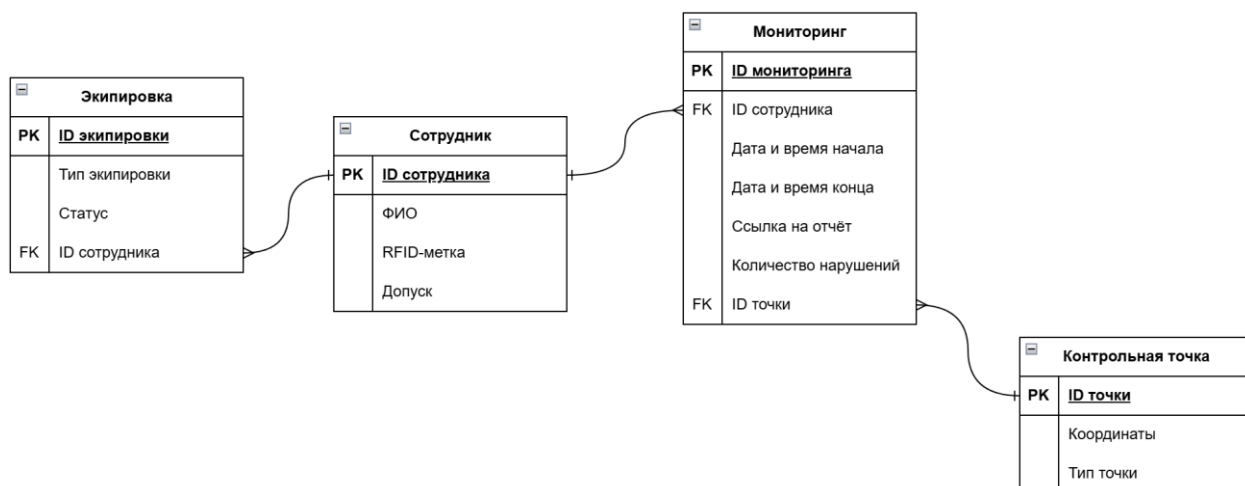 Экипировка
PK ID экипировки
Тип экипировки
Статус
FK ID сотрудника
Сотрудник
PK ID сотрудника
ФИО
RFID-метка
Допуск
Мониторинг
PK ID мониторинга
FK ID сотрудника
Дата и время начала
Дата и время конца
Ссылка на отчёт
Количество нарушений
FK ID точки
Контрольная точка
PK ID точки
Координаты
Тип точки